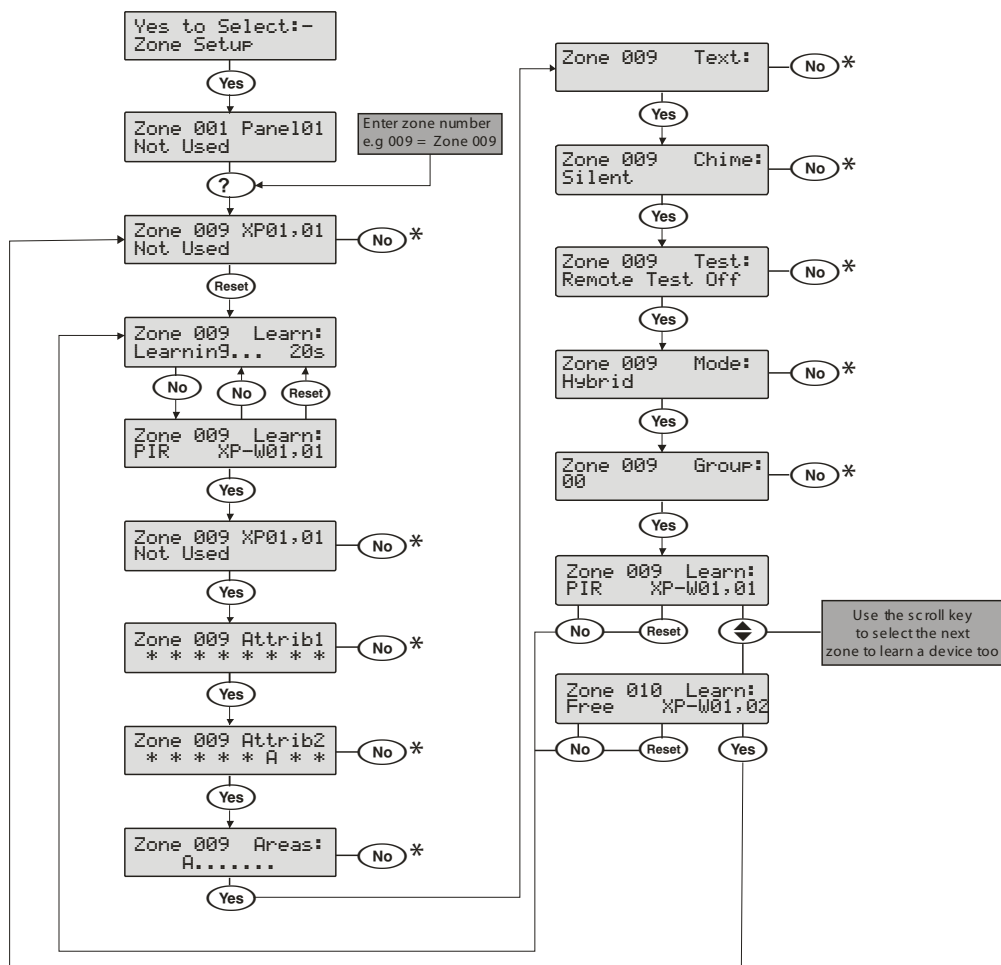 Yes to Select:-
Zone Setup
Yes
Zone 001 Panel01
Not Used
Enter zone number
e.g 009 = Zone 009
?
Zone 009 XP01,01
Not Used
No *
Reset
Zone 009 Learn:
Learning... 20s
No
No
Reset
Zone 009 Learn:
PIR XP-W01,01
Yes
Zone 009 XP01,01
Not Used
No *
Yes
Zone 009 Attrib1
* * * * * * * *
No *
Yes
Zone 009 Attrib2
* * * * * A * *
No *
Yes
Zone 009 Areas:
A.......
No *
Yes
Zone 009 Text:
No *
Yes
Zone 009 Chime:
Silent
No *
Yes
Zone 009 Test:
Remote Test Off
No *
Yes
Zone 009 Mode:
Hybrid
No *
Yes
Zone 009 Group:
00
No *
Yes
Zone 009 Learn:
PIR XP-W01,01
No
Reset
Use the scroll key
to select the next
zone to learn a device too
Zone 010 Learn:
Free XP-W01,02
No
Reset
Yes